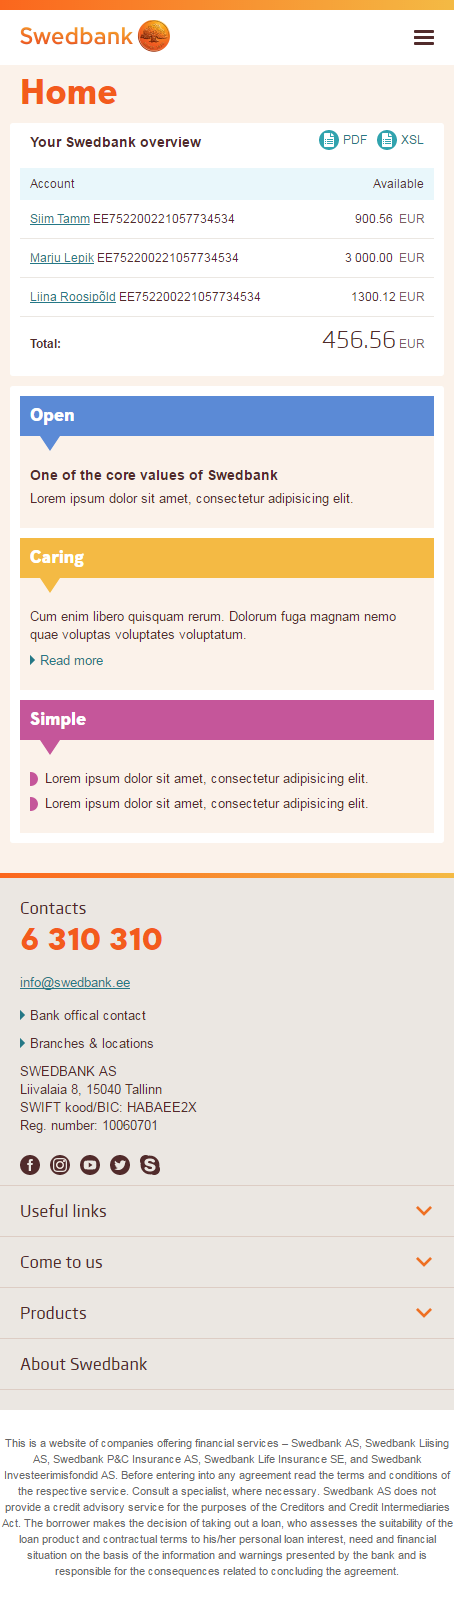 Swedbank
Home
Your Swedbank overview PDF XSL
Account Available
Siim Tamm EE752200221057734534 900.56 EUR
Marju Lepik EE752200221057734534 3 000.00 EUR
Liina Roosipõld EE752200221057734534 1300.12 EUR
Total: 456.56 EUR
Open
One of the core values of Swedbank
Lorem ipsum dolor sit amet, consectetur adipisicing elit.
Caring
Cum enim libero quisquam rerum. Dolorum fuga magnam nemo
quae voluptas voluptates voluptatum.
Read more
Simple
Lorem ipsum dolor sit amet, consectetur adipisicing elit.
Lorem ipsum dolor sit amet, consectetur adipisicing elit.
Contacts
6 310 310
info@swedbank.ee
Bank offical contact
Branches & locations
SWEDBANK AS
Liivalaia 8, 15040 Tallinn
SWIFT kood/BIC: HABAEE2X
Reg. number: 10060701
Useful links
Come to us
Products
About Swedbank
This is a website of companies offering financial services – Swedbank AS, Swedbank Liising
AS, Swedbank P&C Insurance AS, Swedbank Life Insurance SE, and Swedbank
Investeerimisfondid AS. Before entering into any agreement read the terms and conditions of
the respective service. Consult a specialist, where necessary. Swedbank AS does not
provide a credit advisory service for the purposes of the Creditors and Credit Intermediaries
Act. The borrower makes the decision of taking out a loan, who assesses the suitability of the
loan product and contractual terms to his/her personal loan interest, need and financial
situation on the basis of the information and warnings presented by the bank and is
responsible for the consequences related to concluding the agreement.